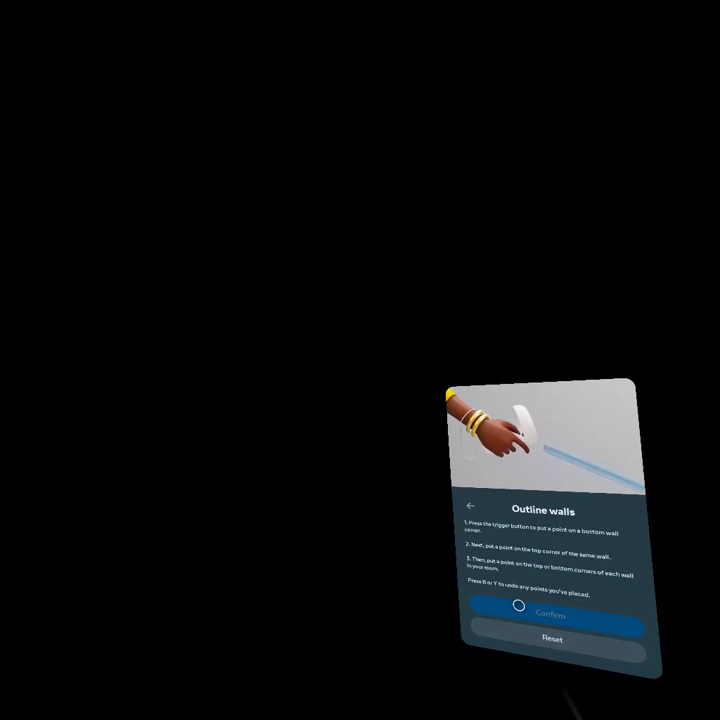 Outline walls
1. Press the trigger button to put a point on a bottom wall
corner.
2. Next, put a point on the top corner of the same wall.
3. Then, put a point on the top or bottom corners of each wall
in your room.
Press B or Y to undo any points you've placed.
Confirm
Reset